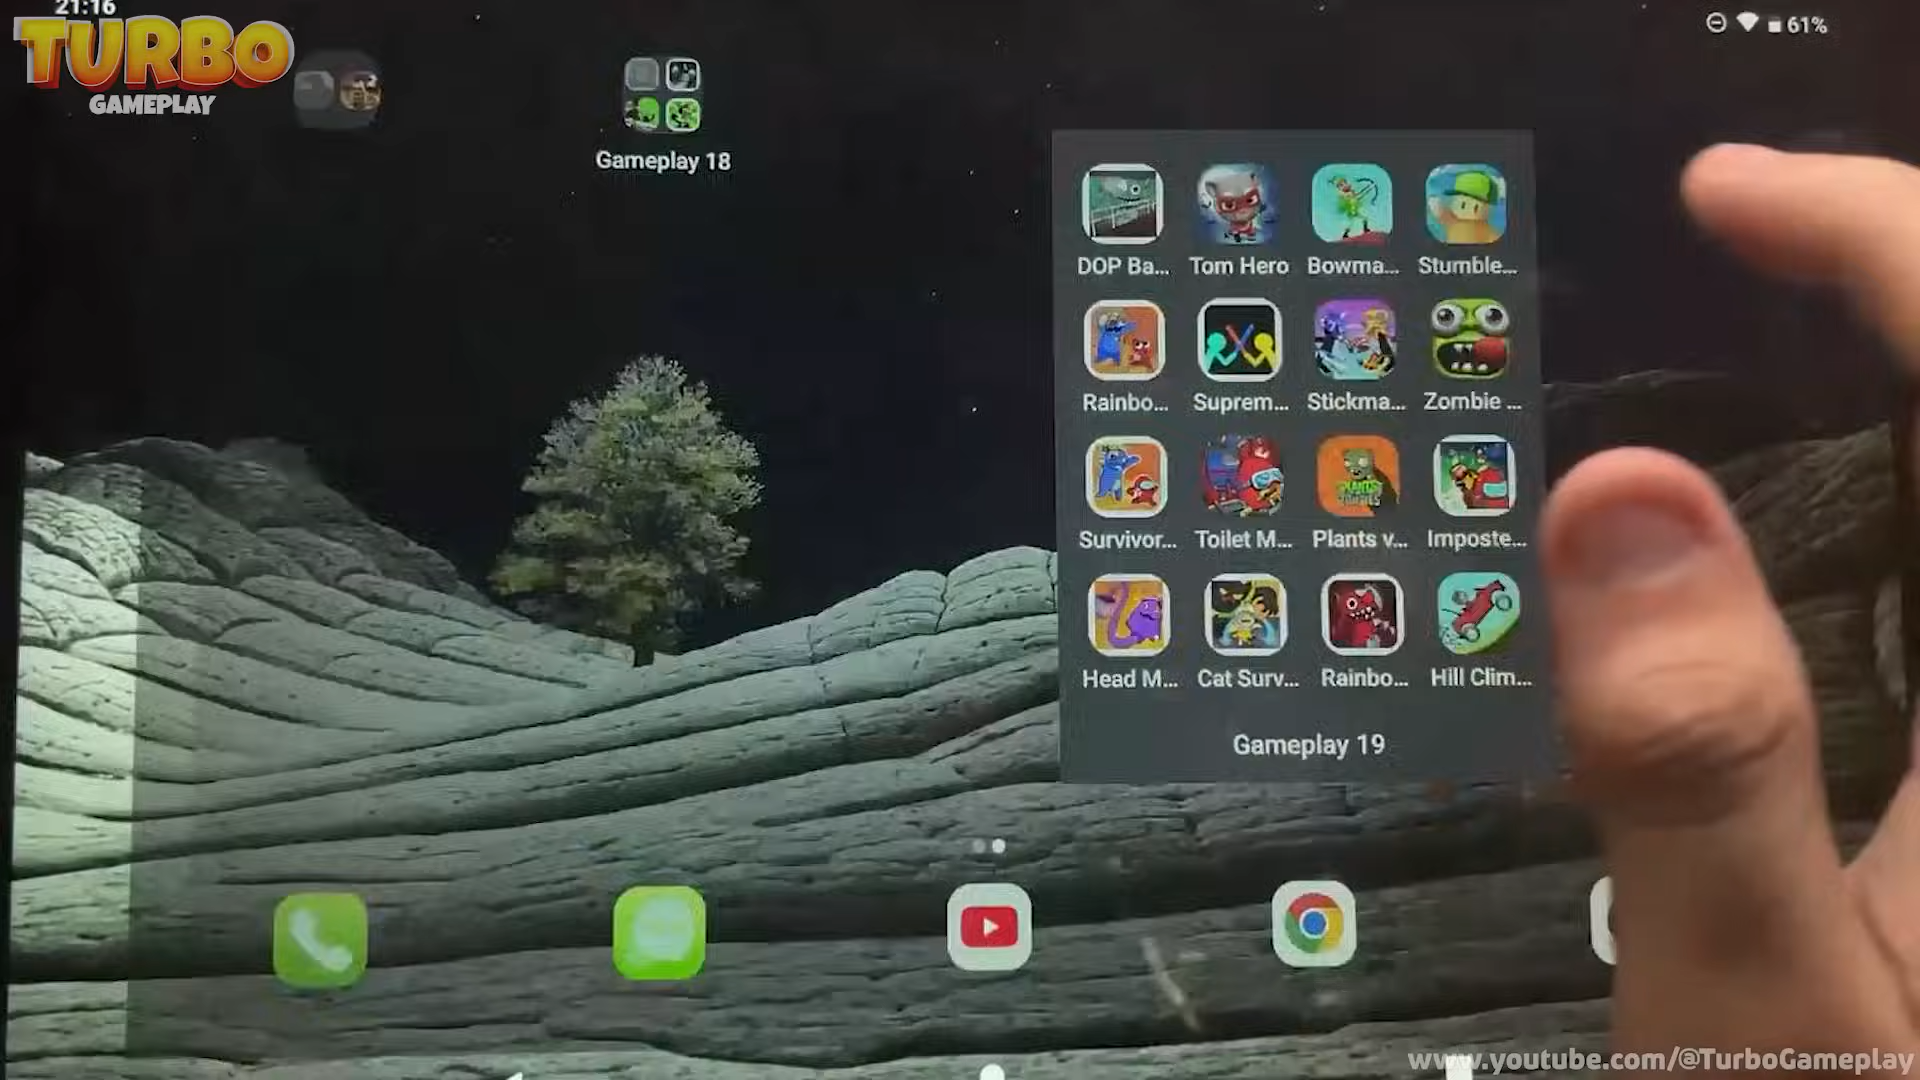 21:16
61%
TURBO
GAMEPLAY
Gameplay 18
DOP Ba... Tom Hero Bowma... Stumble...
Rainbo... Suprem... Stickma... Zombie ...
Survivor... Toilet M... Plants v... Imposte...
Head M... Cat Surv... Rainbo... Hill Clim...
Gameplay 19
www.youtube.com/@TurboGameplay